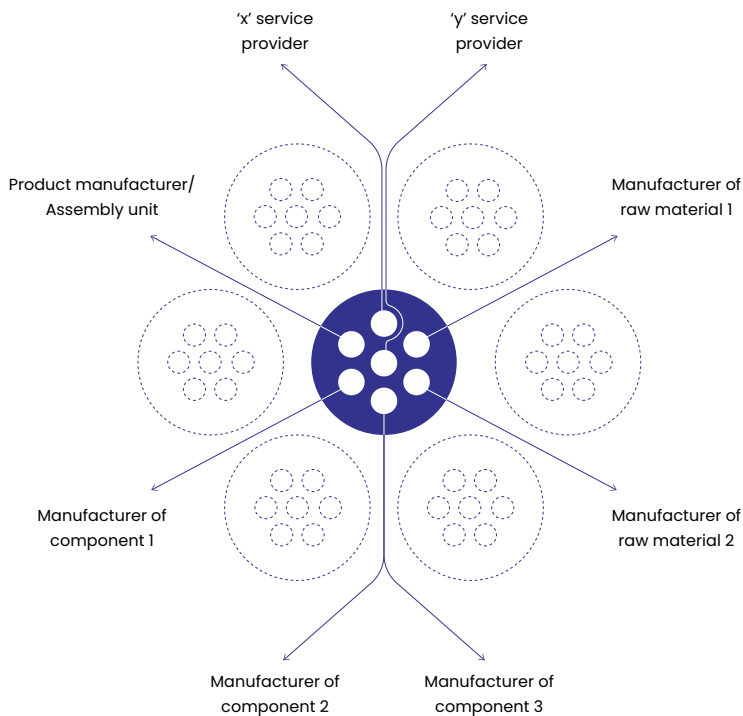 ‘x’ service
provider
‘y’ service
provider
Product manufacturer/
Assembly unit
Manufacturer of
raw material 1
Manufacturer of
component 1
Manufacturer of
raw material 2
Manufacturer of
component 2
Manufacturer of
component 3